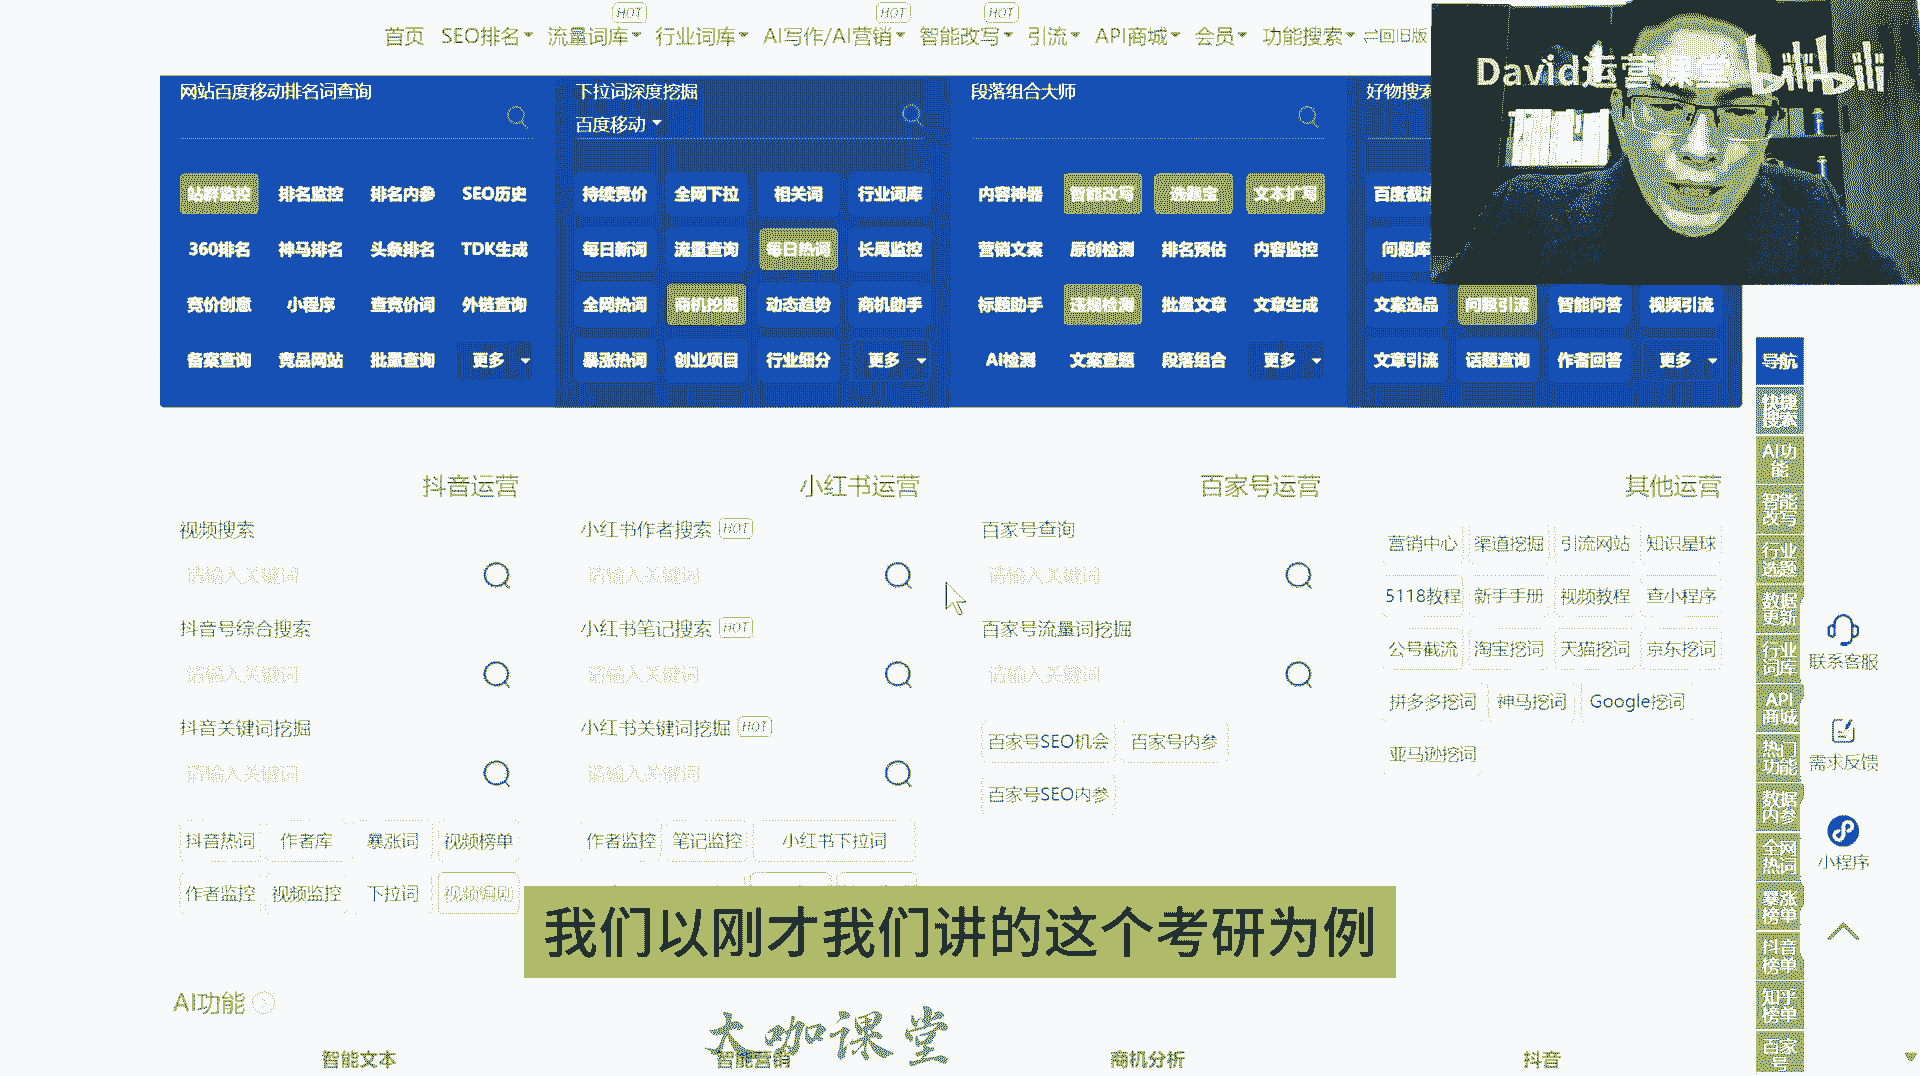 HOT HOT HOT
首页 SEO排名 流量词库 行业词库 AI写作/AI营销 智能改写 引流 API商城 会员 功能搜索 回旧版
David运营课堂 bilibili
网站百度移动排名词查询 下拉词深度挖掘 段落组合大师 好物搜索
百度移动
站群监控 排名监控 排名内参 SEO历史 持续竞价 全网下拉 相关词 行业词库 内容神器 智能改写 选题宝 文本扩写 百度截流
360排名 神马排名 头条排名 TDK生成 每日新词 流量查询 每日热词 长尾监控 营销文案 原创检测 排名预估 内容监控 问题库
竞价创意 小程序 查竞价词 外链查询 全网热词 商机挖掘 动态趋势 商机助手 标题助手 违规检测 批量文章 文章生成 文案选品 问题引流 智能问答 视频引流
备案查询 竞品网站 批量查询 更多 暴涨热词 创业项目 行业细分 更多 AI检测 文案查题 段落组合 更多 文章引流 话题查询 作者回答 更多
抖音运营 小红书运营 百家号运营 其他运营
视频搜索 小红书作者搜索 HOT 百家号查询
请输入关键词 请输入关键词 请输入关键词
抖音号综合搜索 小红书笔记搜索 HOT 百家号流量词挖掘
请输入关键词 请输入关键词 请输入关键词
抖音关键词挖掘 小红书关键词挖掘 HOT
请输入关键词 请输入关键词
百家号SEO机会 百家号内参
百家号SEO内参
营销中心 渠道挖掘 引流网站 知识星球
5118教程 新手手册 视频教程 查小程序
公号截流 淘宝挖词 天猫挖词 京东挖词
拼多多挖词 神马挖词 Google挖词
亚马逊挖词
抖音热词 作者库 暴涨词 视频榜单 作者监控 笔记监控 小红书下拉词
作者监控 视频监控 下拉词 视频编剧
导航
快捷搜索
AI功能
智能改写
行业选题
数据更新
行业词库
API商城
热门功能
数据内参
全网热词
暴涨榜单
抖音榜单
知乎榜单
百家号
联系客服
需求反馈
小程序
我们以刚才我们讲的这个考研为例
AI功能
大咖课堂
智能文本 智能营销 商机分析 抖音